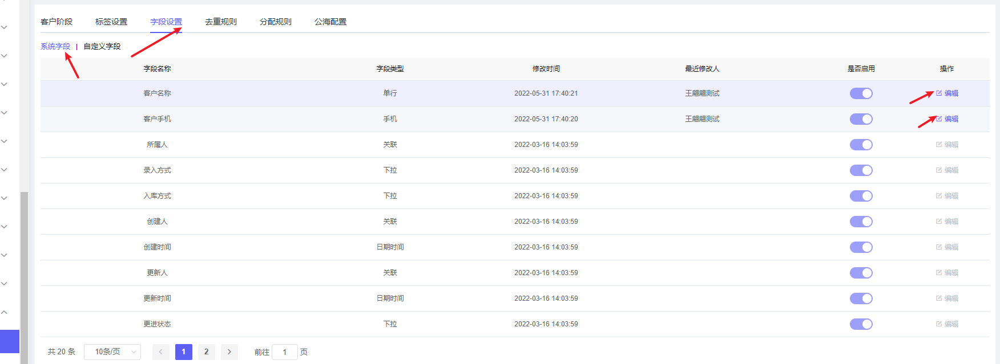 客户阶段 标签设置 字段设置 去重规则 分配规则 公海配置
系统字段 | 自定义字段
字段名称 字段类型 修改时间 最近修改人 是否启用 操作
客户名称 单行 2022-05-31 17:40:21 王翩翩测试 编辑
客户手机 手机 2022-05-31 17:40:20 王翩翩测试 编辑
所属人 关联 2022-03-16 14:03:59 编辑
录入方式 下拉 2022-03-16 14:03:59 编辑
入库方式 下拉 2022-03-16 14:03:59 编辑
创建人 关联 2022-03-16 14:03:59 编辑
创建时间 日期时间 2022-03-16 14:03:59 编辑
更新人 关联 2022-03-16 14:03:59 编辑
更新时间 日期时间 2022-03-16 14:03:59 编辑
更进状态 下拉 2022-03-16 14:03:59 编辑
共 20 条 10条/页 1 2 前往 1 页